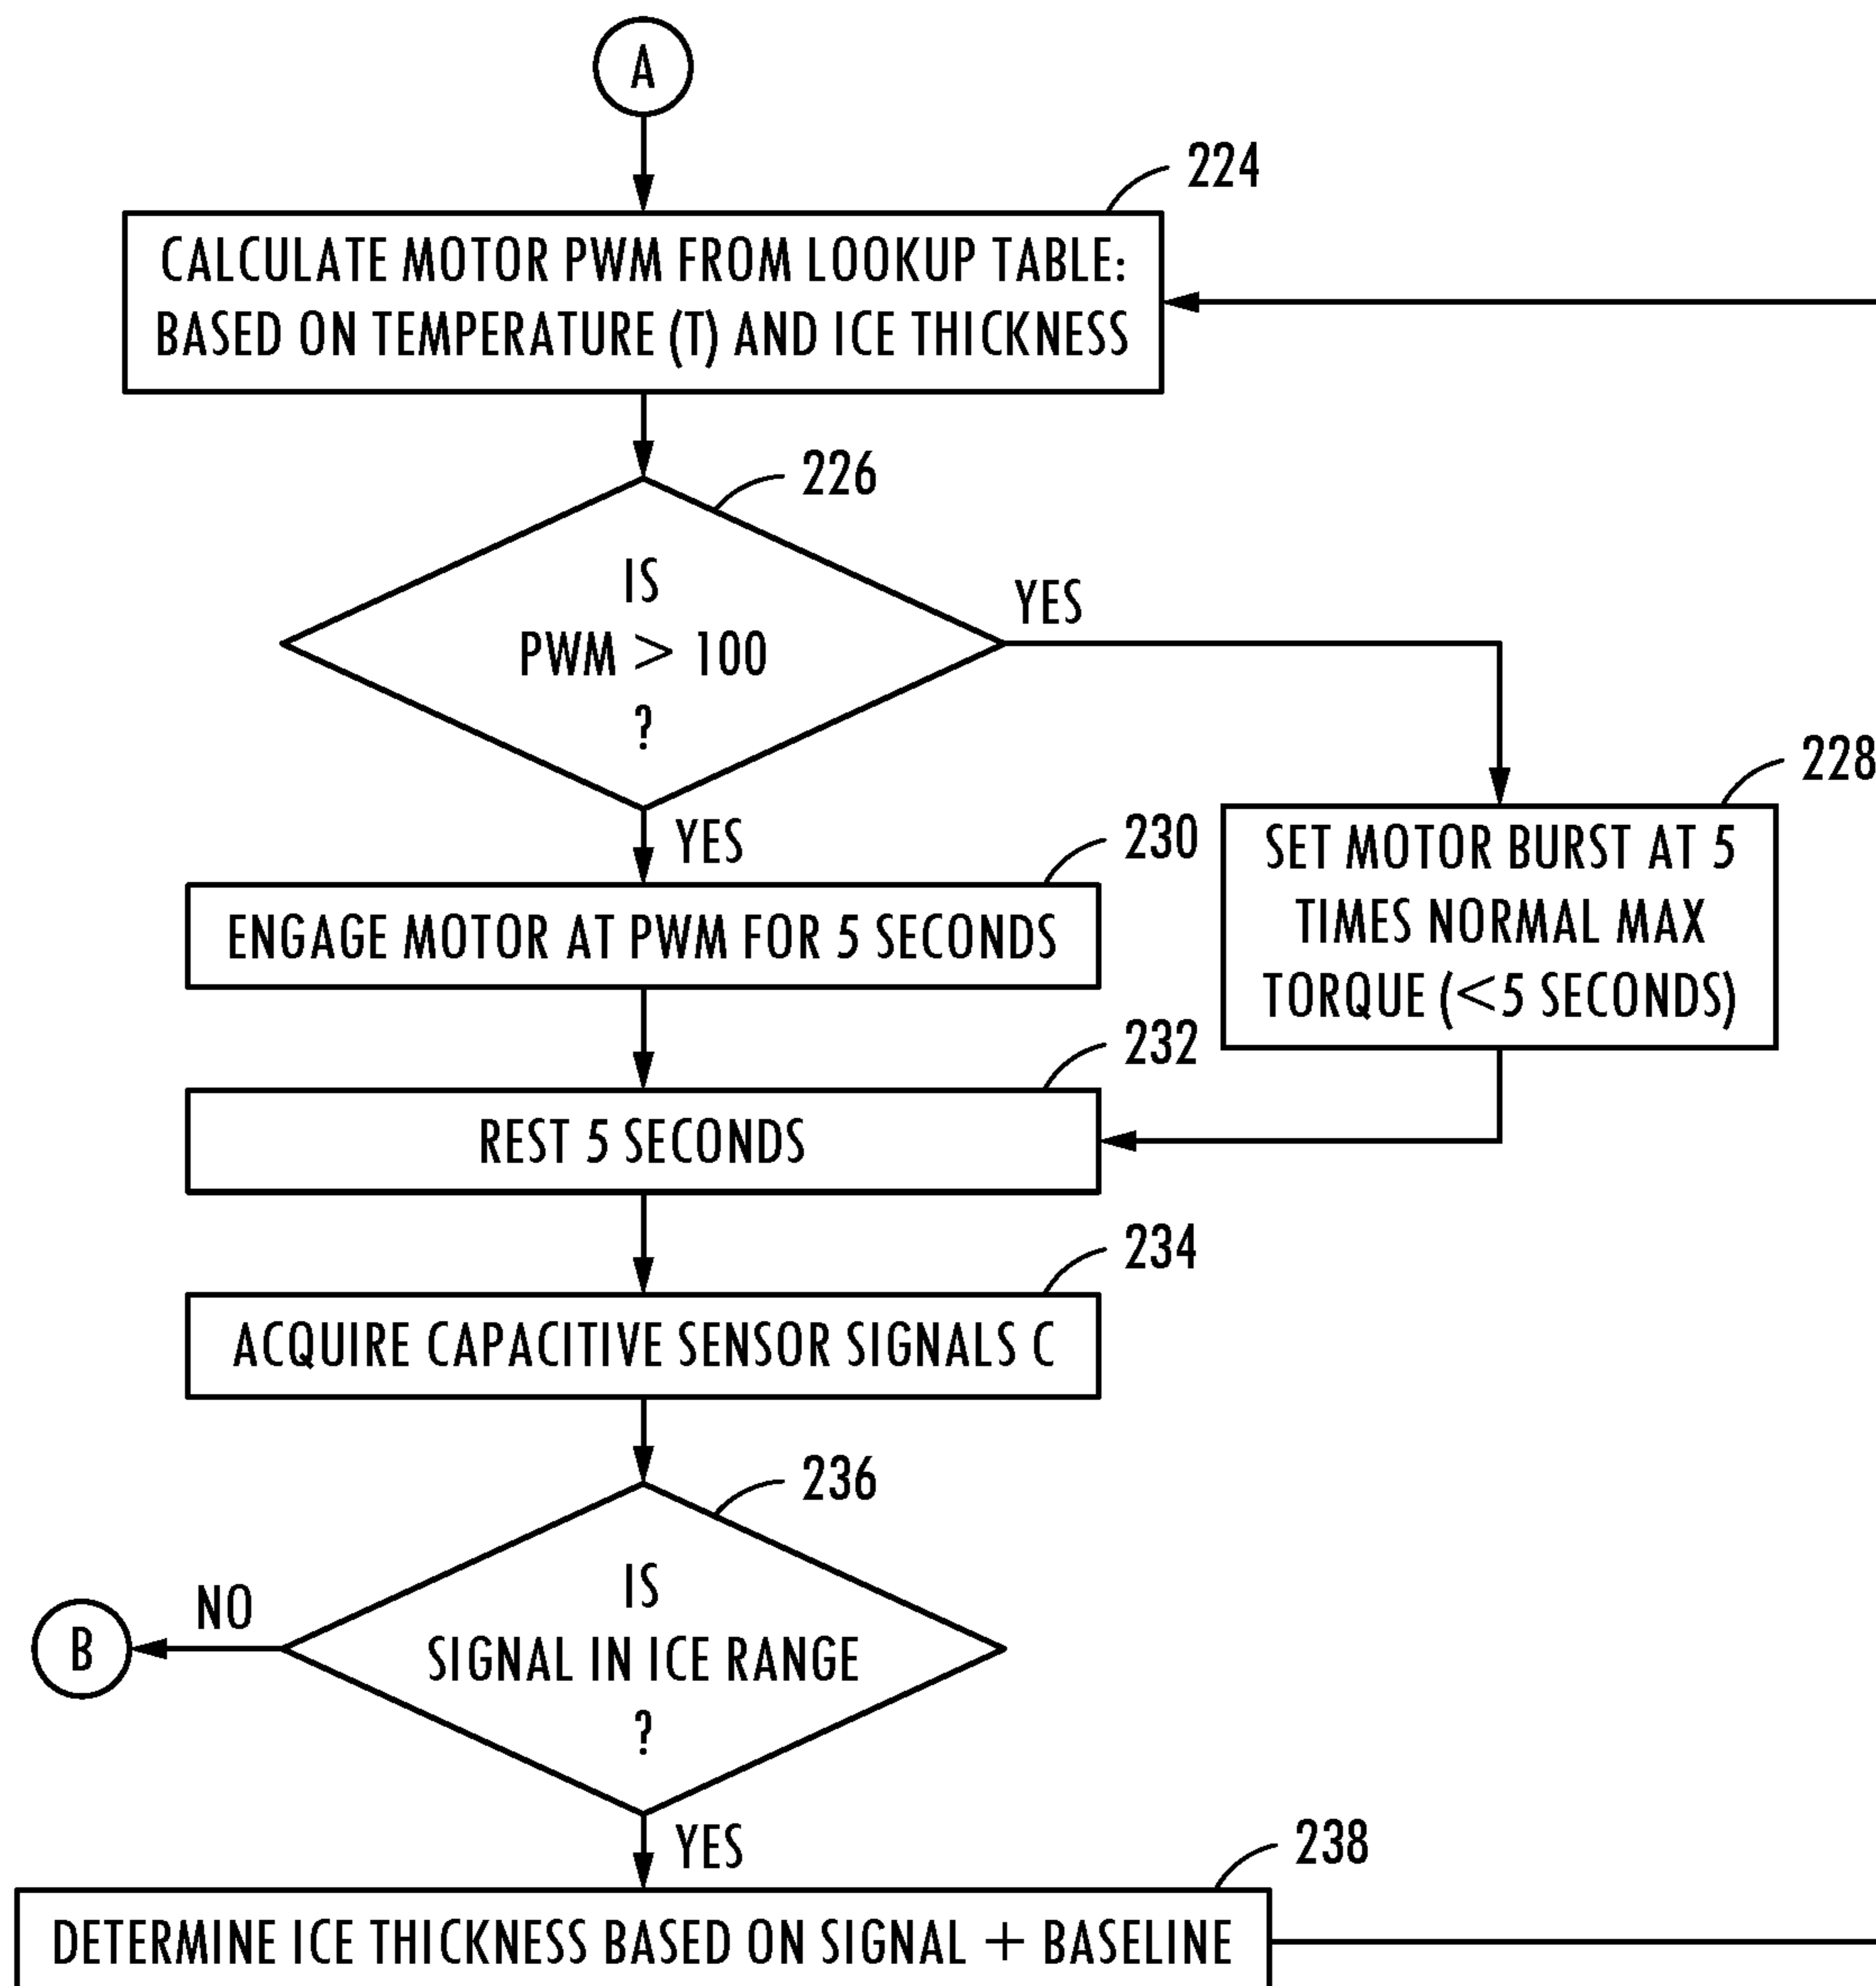 A
224
CALCULATE MOTOR PWM FROM LOOKUP TABLE:
BASED ON TEMPERATURE (T) AND ICE THICKNESS
226
IS
PWM > 100
?
YES
228
SET MOTOR BURST AT 5
TIMES NORMAL MAX
TORQUE (<5 SECONDS)
YES
230
ENGAGE MOTOR AT PWM FOR 5 SECONDS
232
REST 5 SECONDS
234
ACQUIRE CAPACITIVE SENSOR SIGNALS C
236
IS
SIGNAL IN ICE RANGE
?
NO
B
YES
238
DETERMINE ICE THICKNESS BASED ON SIGNAL + BASELINE